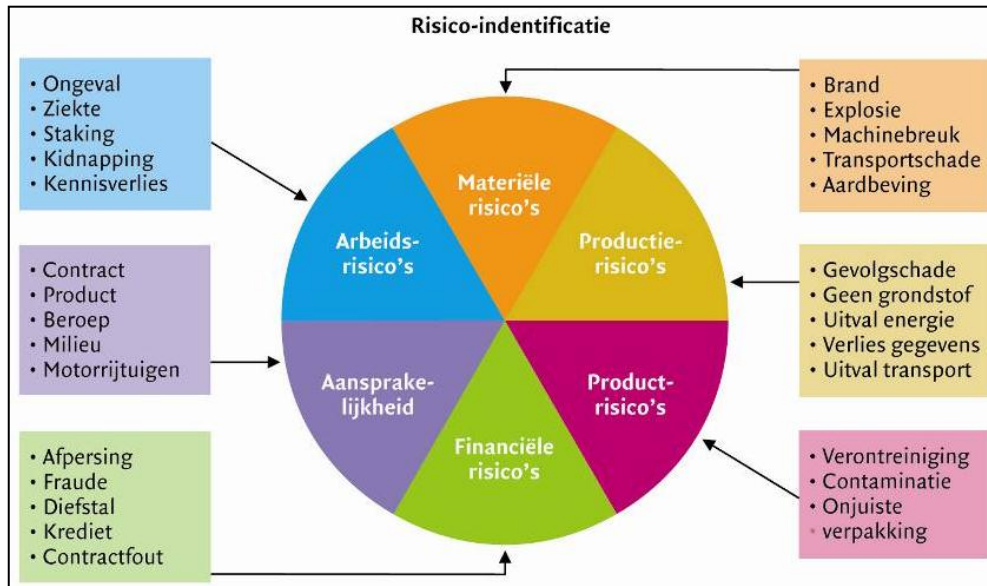 Risico-indentificatie
• Ongeval
• Ziekte
• Staking
• Kidnapping
• Kennisverlies
• Contract
• Product
• Beroep
• Milieu
• Motorrijtuigen
• Afpersing
• Fraude
• Diefstal
• Krediet
• Contractfout
Materiële
risico's
Arbeids-
risico's
Productie-
risico's
Aansprake-
lijkheid
Product-
risico's
Financiële
risico's
• Brand
• Explosie
• Machinebreuk
• Transportschade
• Aardbeving
• Gevolgschade
• Geen grondstof
• Uitval energie
• Verlies gegevens
• Uitval transport
• Verontreiniging
• Contaminatie
• Onjuiste
• verpakking